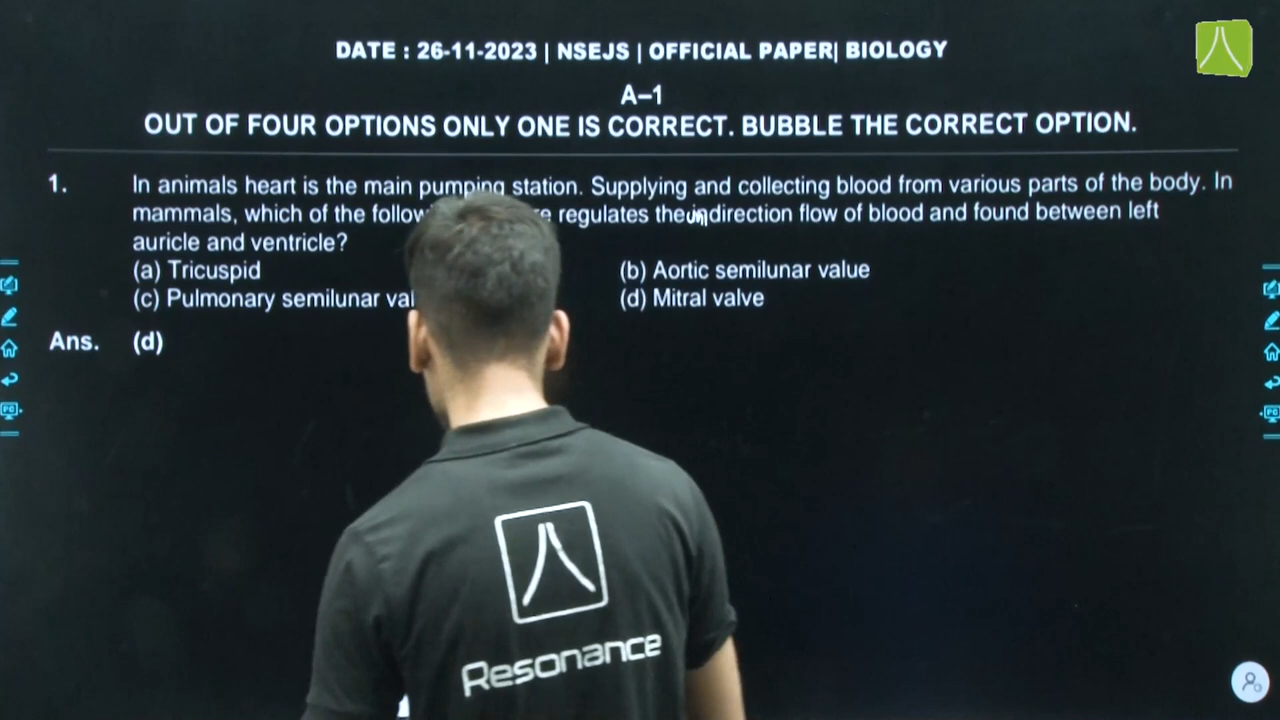 DATE : 26-11-2023 | NSEJS | OFFICIAL PAPER| BIOLOGY
A–1
OUT OF FOUR OPTIONS ONLY ONE IS CORRECT. BUBBLE THE CORRECT OPTION.
1. In animals heart is the main pumping station. Supplying and collecting blood from various parts of the body. In
mammals, which of the follow regulates the direction flow of blood and found between left
auricle and ventricle?
(a) Tricuspid (b) Aortic semilunar value
(c) Pulmonary semilunar val (d) Mitral valve
Ans. (d)
Resonance